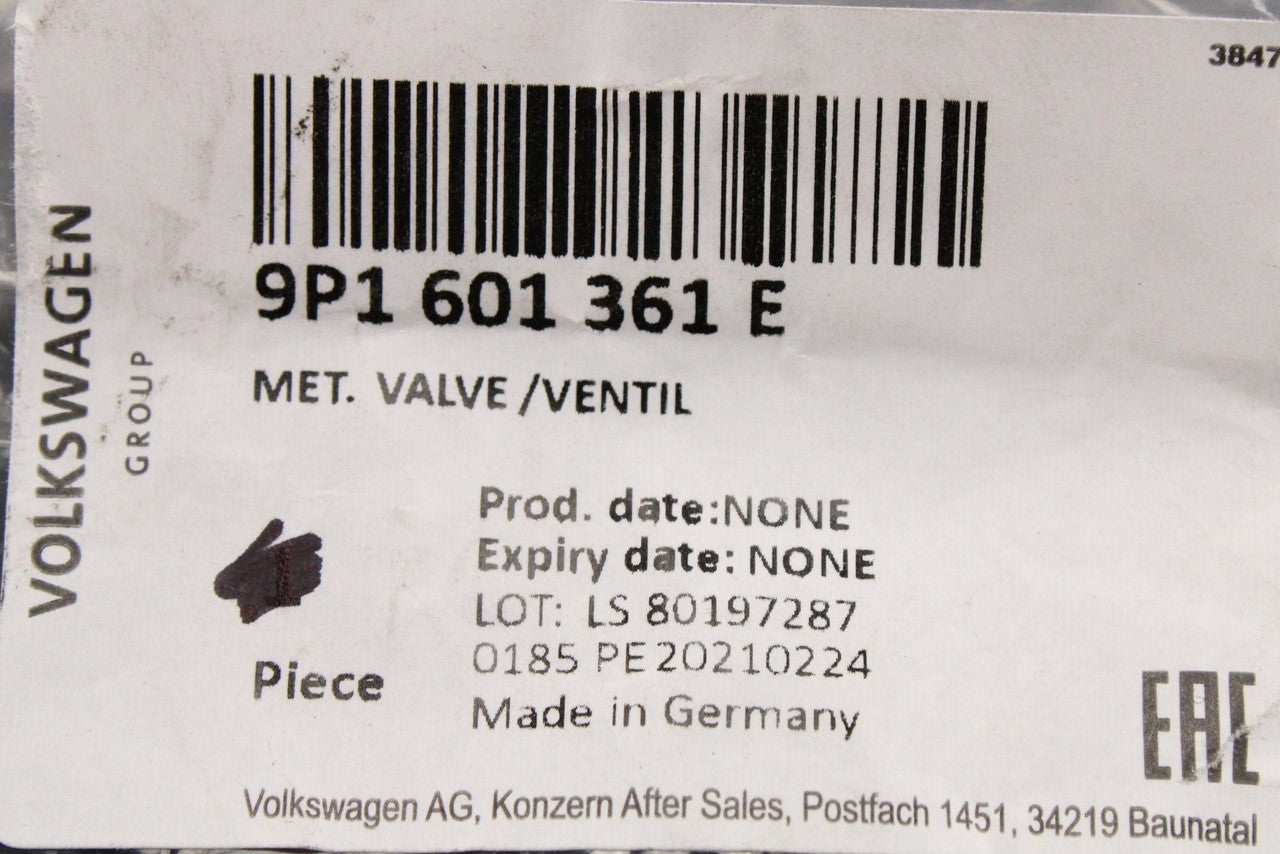 3847
VOLKSWAGEN
GROUP
9P1 601 361 E
MET. VALVE /VENTIL
Prod. date:NONE
Expiry date: NONE
LOT: LS 80197287
0185 PE20210224
Made in Germany
Piece
EAC
Volkswagen AG, Konzern After Sales, Postfach 1451, 34219 Baunatal